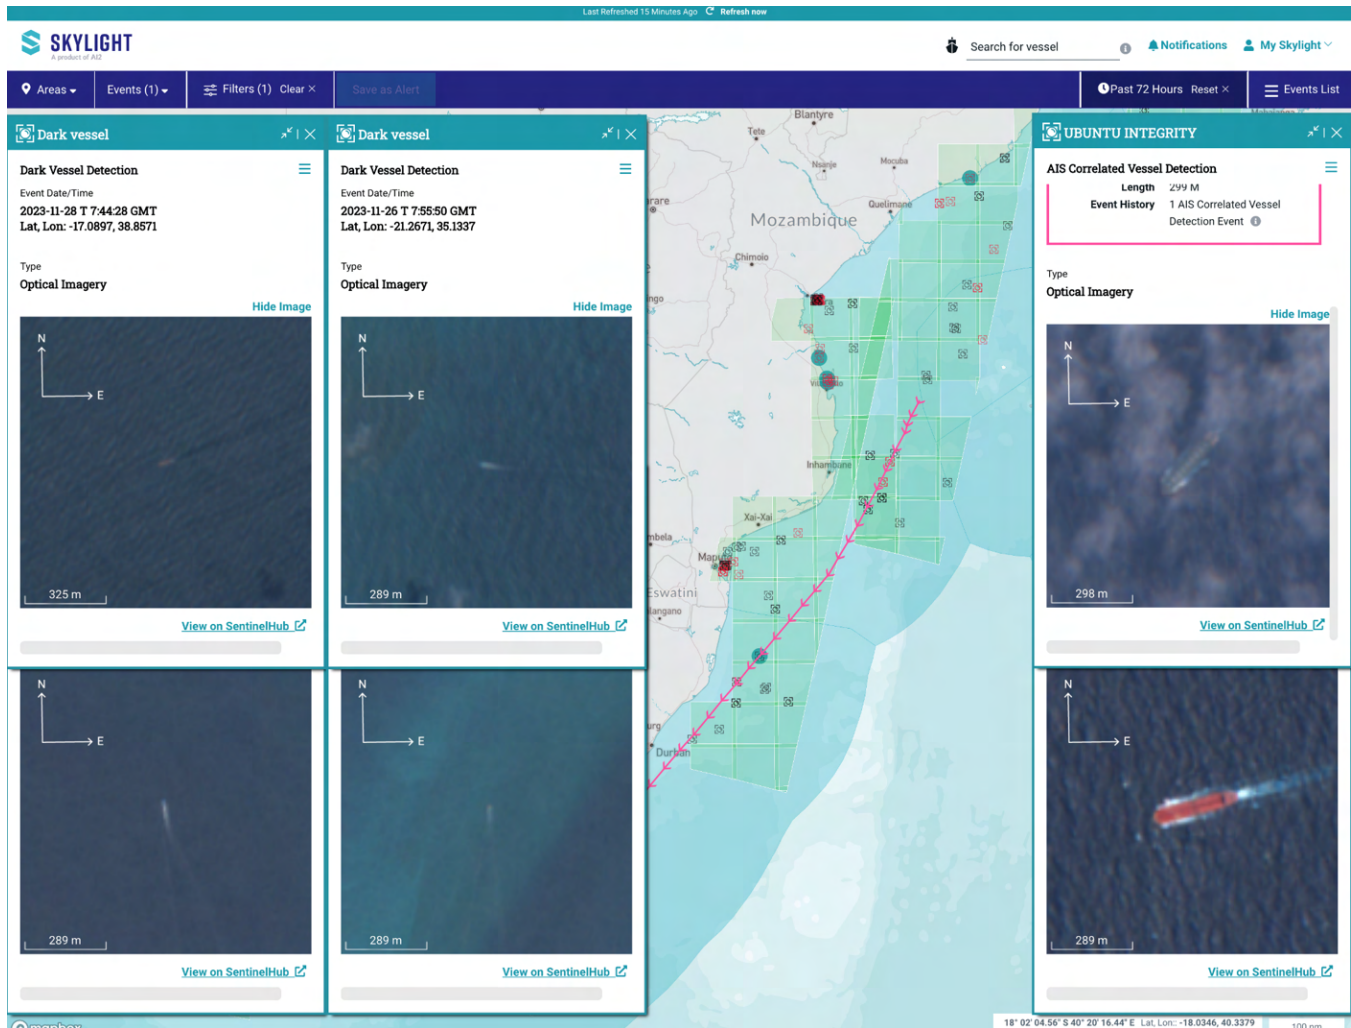 Last Refreshed 15 Minutes Ago Refresh now
SKYLIGHT
A product of AI2
Search for vessel
Notifications
My Skylight
Areas
Events (1)
Filters (1) Clear ×
Save as Alert
Past 72 Hours Reset ×
Events List
Dark vessel
Dark Vessel Detection
Event Date/Time
2023-11-28 T 7:44:28 GMT
Lat, Lon: -17.0897, 38.8571
Type
Optical Imagery
Hide Image
N
E
325 m
View on SentinelHub
N
E
289 m
View on SentinelHub
Dark vessel
Dark Vessel Detection
Event Date/Time
2023-11-26 T 7:55:50 GMT
Lat, Lon: -21.2671, 35.1337
Type
Optical Imagery
Hide Image
N
E
289 m
View on SentinelHub
N
E
289 m
View on SentinelHub
Blantyre
Tete
Nsanje
Mocuba
Quelimane
Mozambique
Chimoio
Inhambane
Xai-Xai
Eswatini
Durban
UBUNTU INTEGRITY
AIS Correlated Vessel Detection
Length 299 M
Event History 1 AIS Correlated Vessel
Detection Event
Type
Optical Imagery
Hide Image
N
E
298 m
View on SentinelHub
N
E
289 m
View on SentinelHub
mapbox
18° 02' 04.56" S 40° 20' 16.44" E Lat, Lon: -18.0346, 40.3379
100 nm